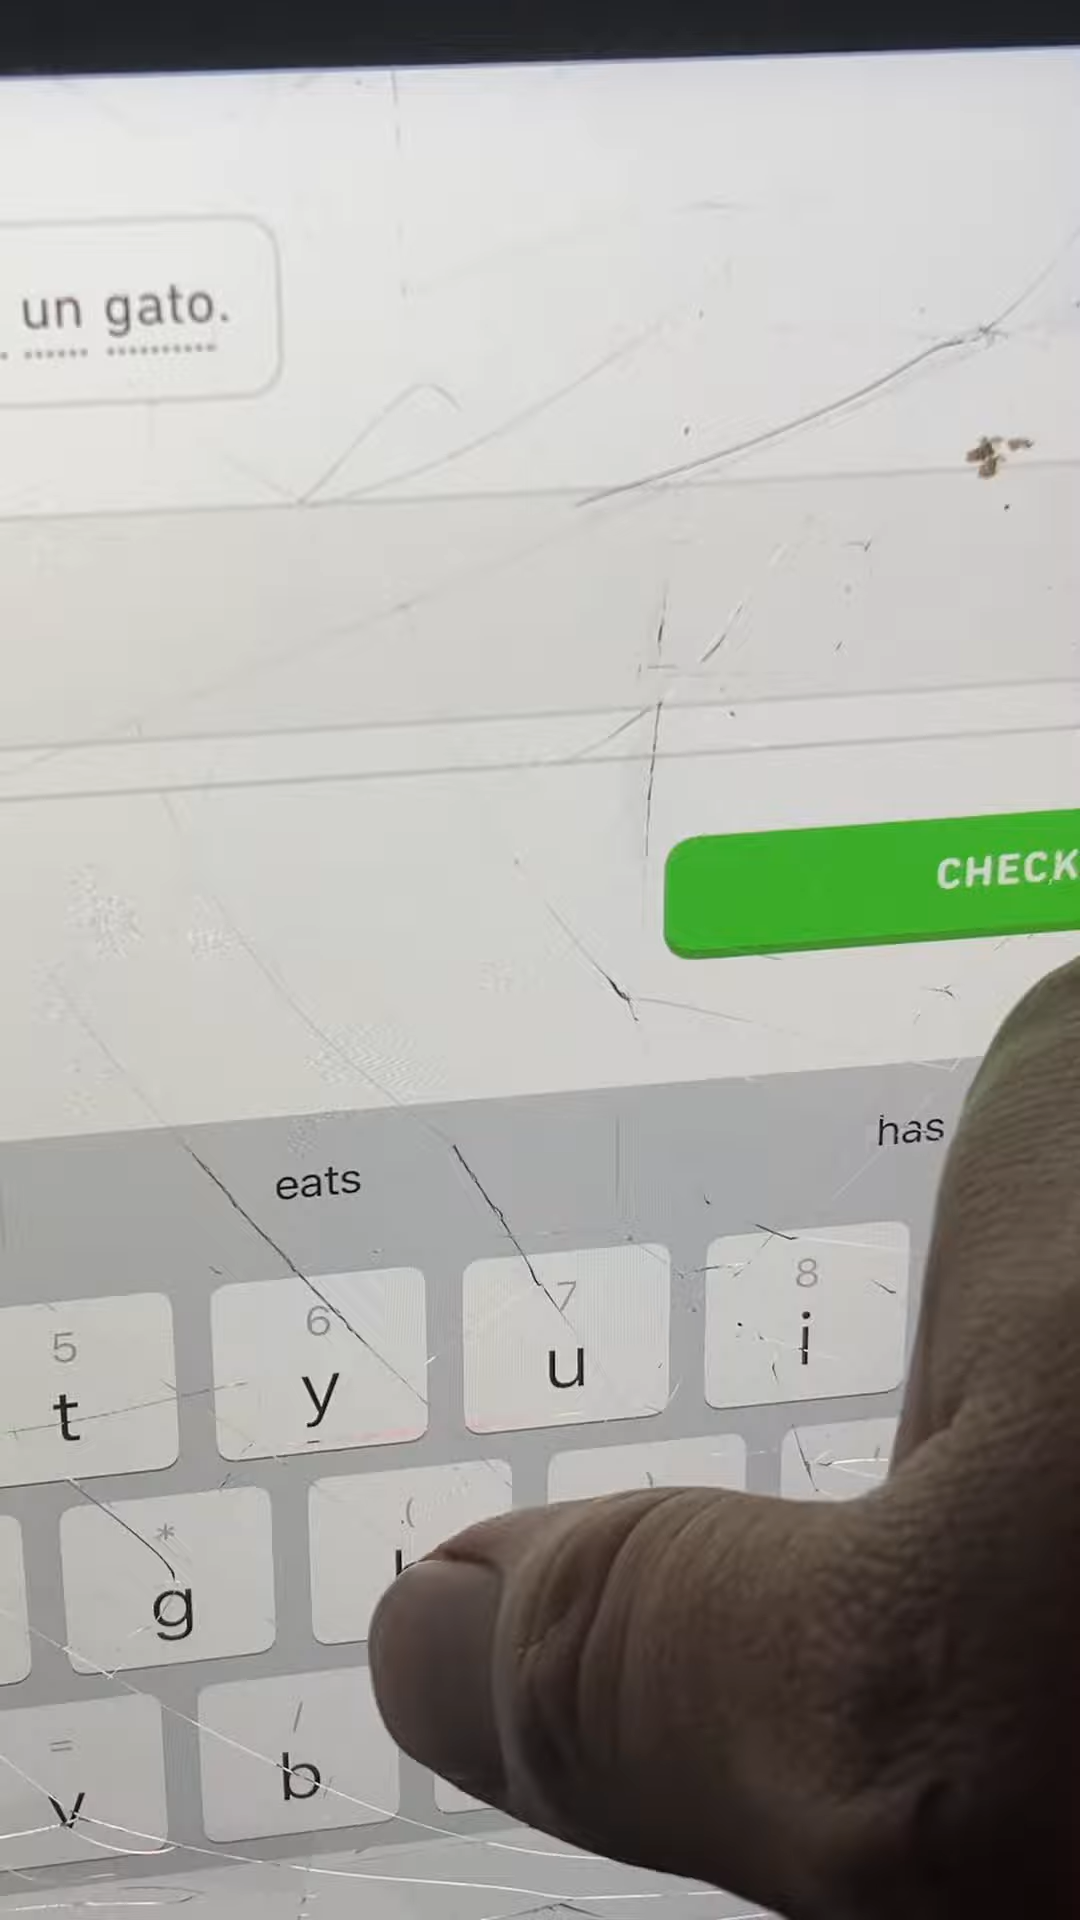 un gato.
CHECK
eats has
5 6 7 8
t y u i
* (
g
= /
v b